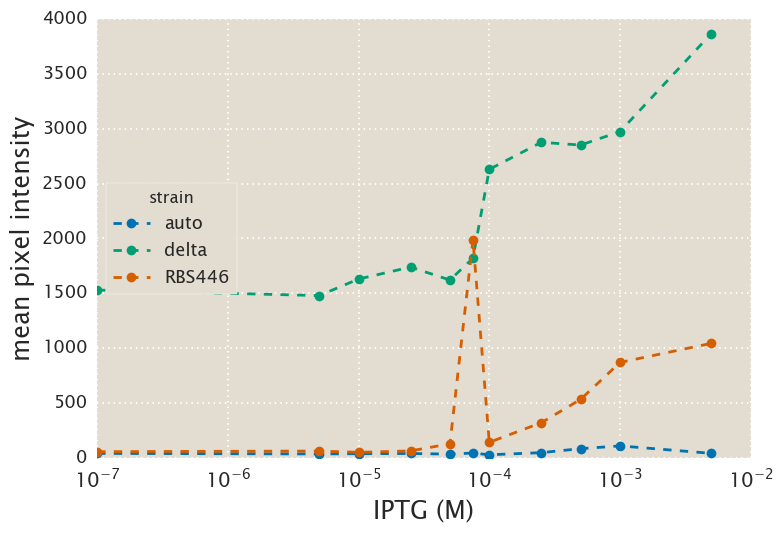 4000
3500
3000
2500
2000
1500
1000
500
0
mean pixel intensity
strain
auto
delta
RBS446
10⁻⁷ 10⁻⁶ 10⁻⁵ 10⁻⁴ 10⁻³ 10⁻²
IPTG (M)